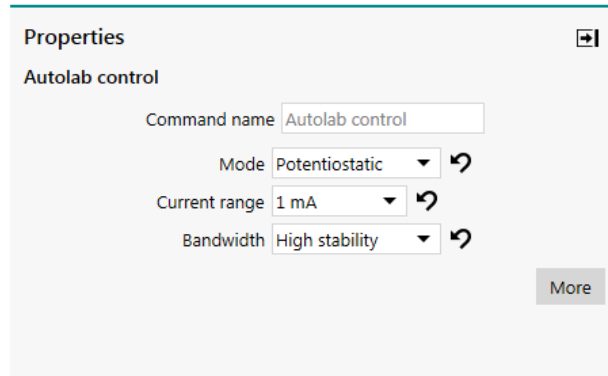 Properties
Autolab control
Command name Autolab control
Mode Potentiostatic
Current range 1 mA
Bandwidth High stability
More